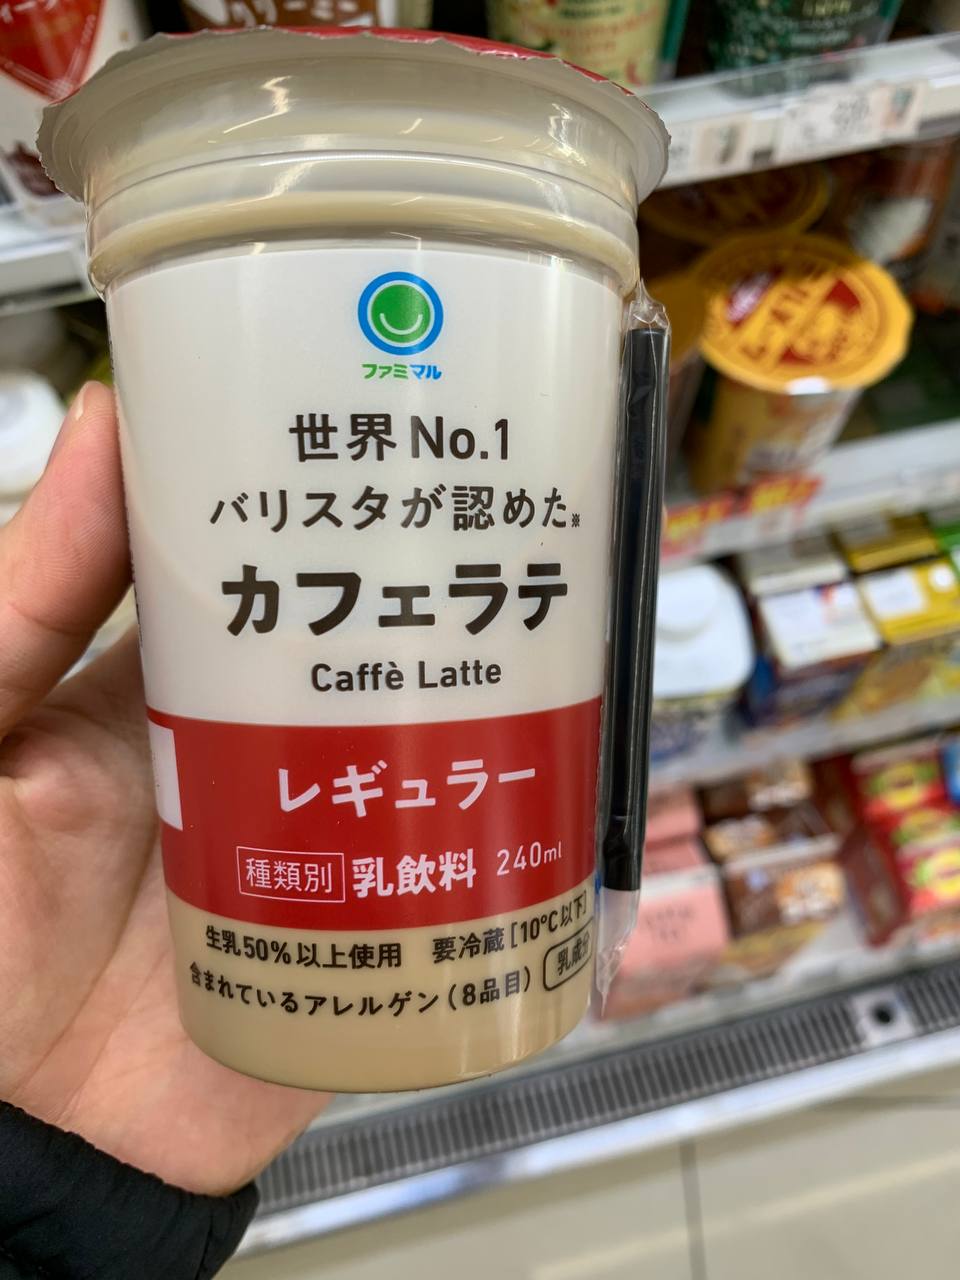 ファミマル
世界No.1
バリスタが認めた※
カフェラテ
Caffè Latte
レギュラー
種類別 乳飲料 240ml
生乳50%以上使用 要冷蔵[10°C以下]
含まれているアレルゲン(8品目) 乳成分